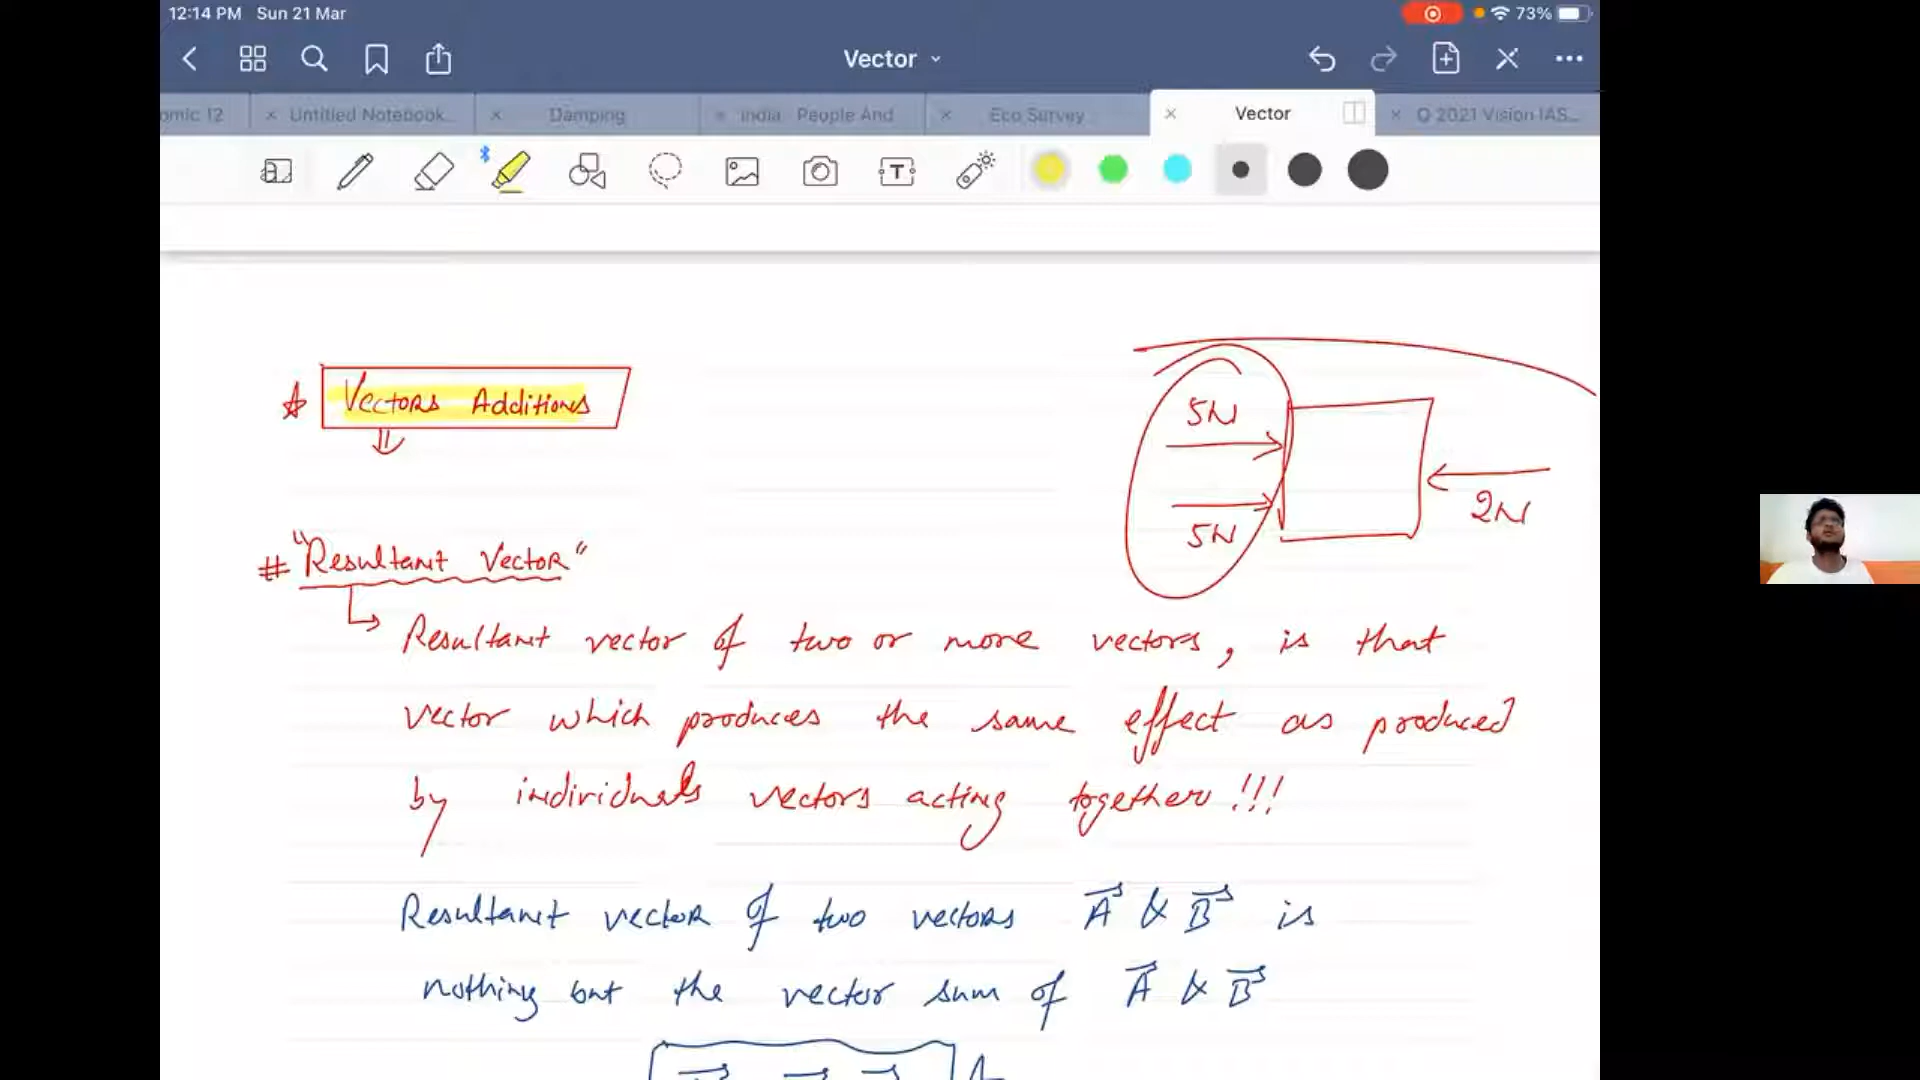 12:14 PM Sun 21 Mar
73%
Vector
omic 12
Untitled Notebook...
Damping
India People And
Eco Survey
Vector
Q 2021 Vision IAS...
T
Vectors Additions
5N
5N
2N
# "Resultant Vector"
Resultant vector of two or more vectors, is that
vector which produces the same effect as produced
by individuals vectors acting together!!!
Resultant vector of two vectors A⃗ & B⃗ is
nothing but the vector sum of A⃗ & B⃗